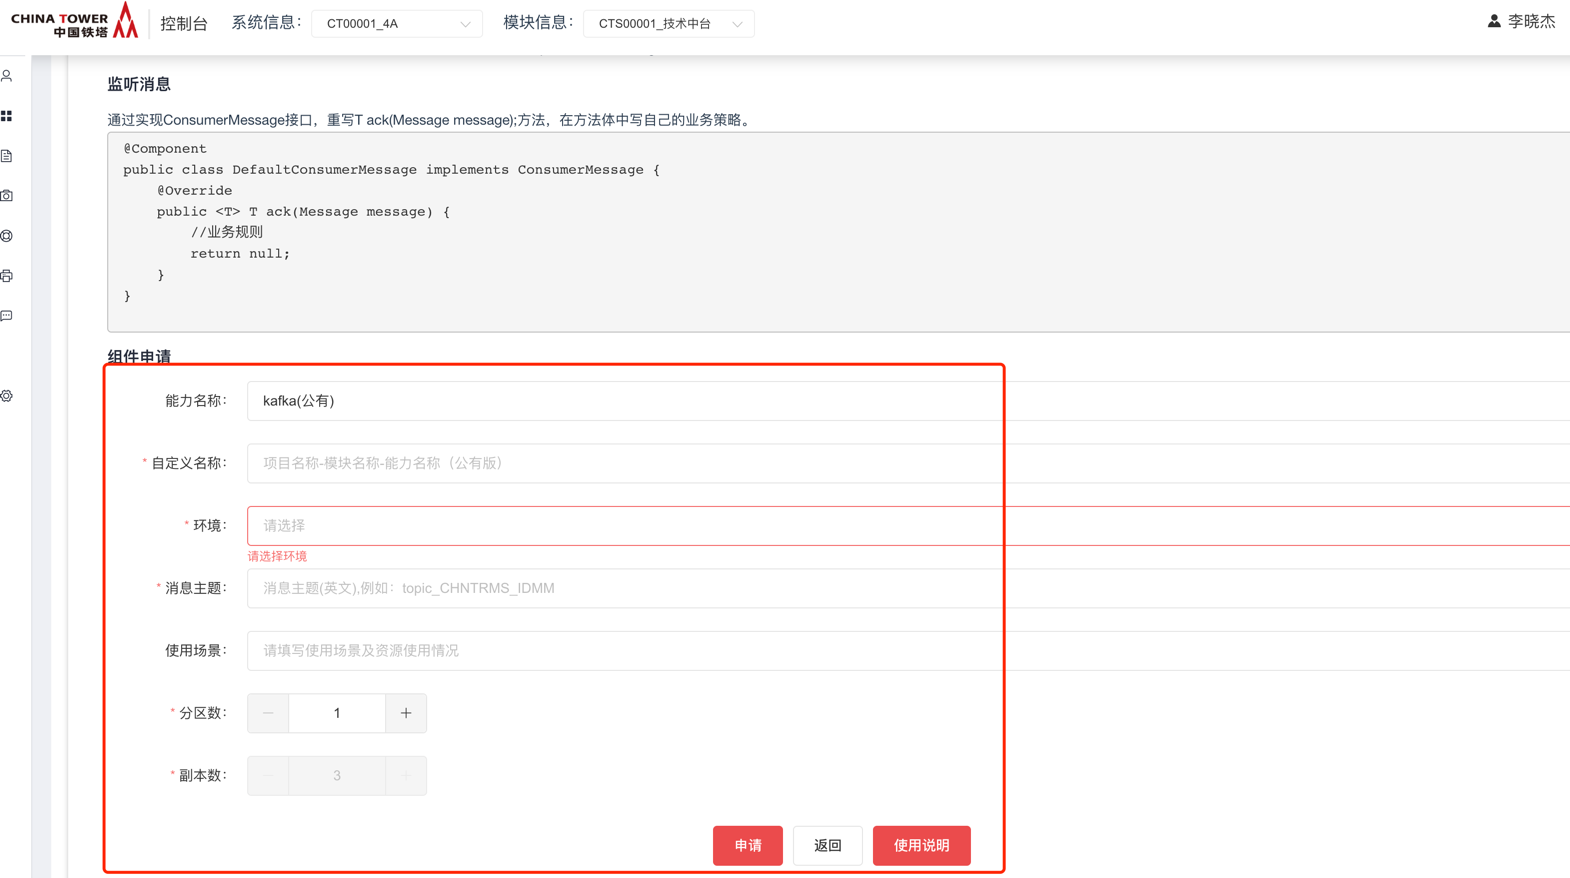 CHINA TOWER
中国铁塔
控制台
系统信息：
CT00001_4A
模块信息：
CTS00001_技术中台
李晓杰
监听消息
通过实现ConsumerMessage接口，重写T ack(Message message);方法，在方法体中写自己的业务策略。
@Component
public class DefaultConsumerMessage implements ConsumerMessage {
@Override
public <T> T ack(Message message) {
//业务规则
return null;
}
}
组件申请
能力名称：
kafka(公有)
* 自定义名称：
项目名称-模块名称-能力名称（公有版）
* 环境：
请选择
请选择环境
* 消息主题：
消息主题(英文),例如：topic_CHNTRMS_IDMM
使用场景：
请填写使用场景及资源使用情况
* 分区数：
1
* 副本数：
3
申请
返回
使用说明